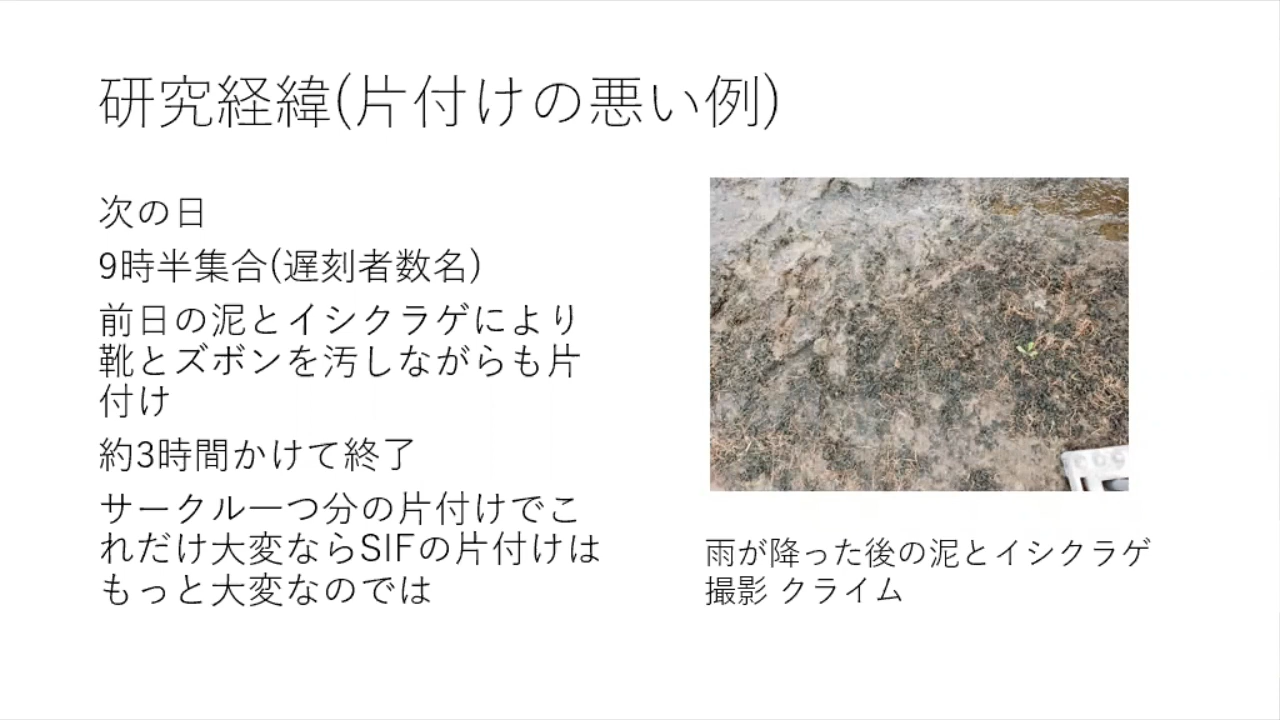 研究経緯(片付けの悪い例)
次の日
9時半集合(遅刻者数名)
前日の泥とイシクラゲにより
靴とズボンを汚しながらも片
付け
約3時間かけて終了
サークル一つ分の片付けでこ
れだけ大変ならSIFの片付けは
もっと大変なのでは
雨が降った後の泥とイシクラゲ
撮影 クライム